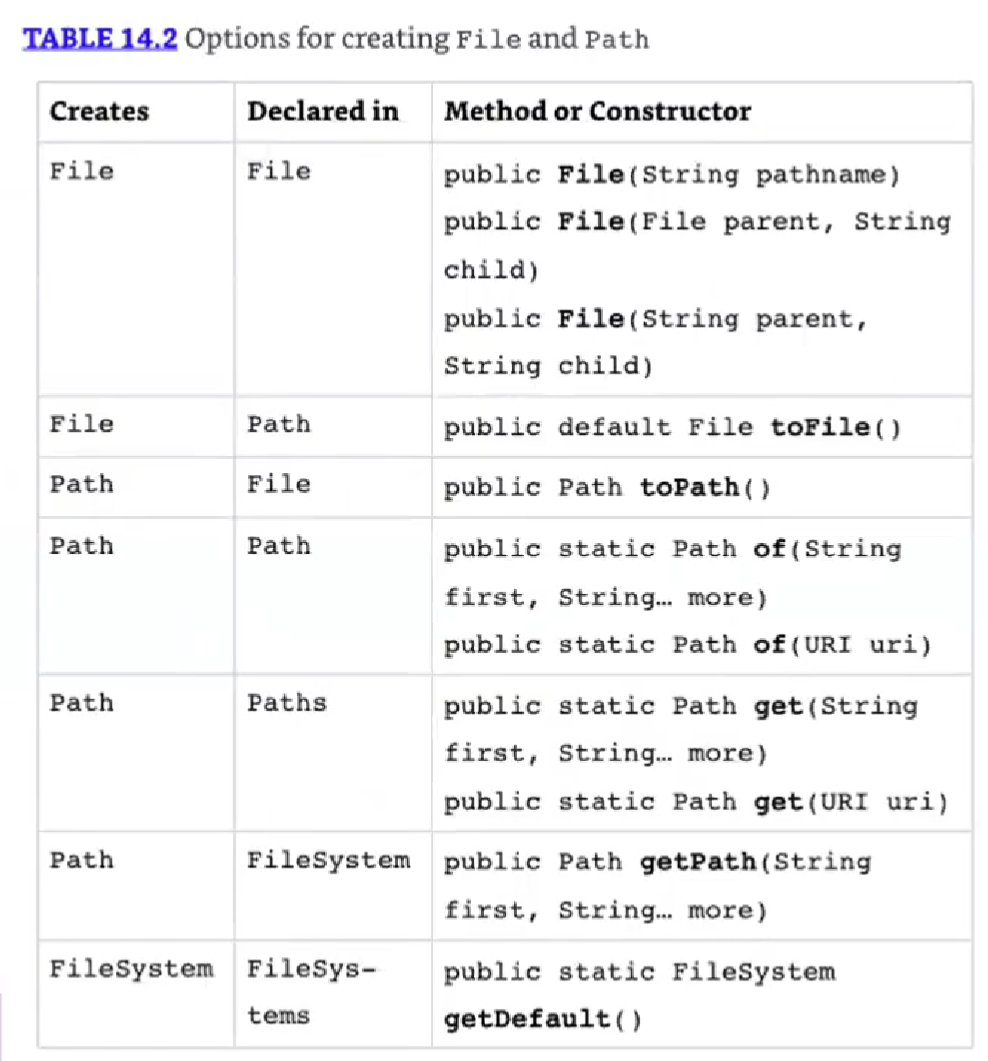 TABLE 14.2 Options for creating File and Path
Creates Declared in Method or Constructor
File File public File(String pathname)
public File(File parent, String
child)
public File(String parent,
String child)
File Path public default File toFile()
Path File public Path toPath()
Path Path public static Path of(String
first, String… more)
public static Path of(URI uri)
Path Paths public static Path get(String
first, String… more)
public static Path get(URI uri)
Path FileSystem public Path getPath(String
first, String… more)
FileSystem FileSys- public static FileSystem
tems getDefault()